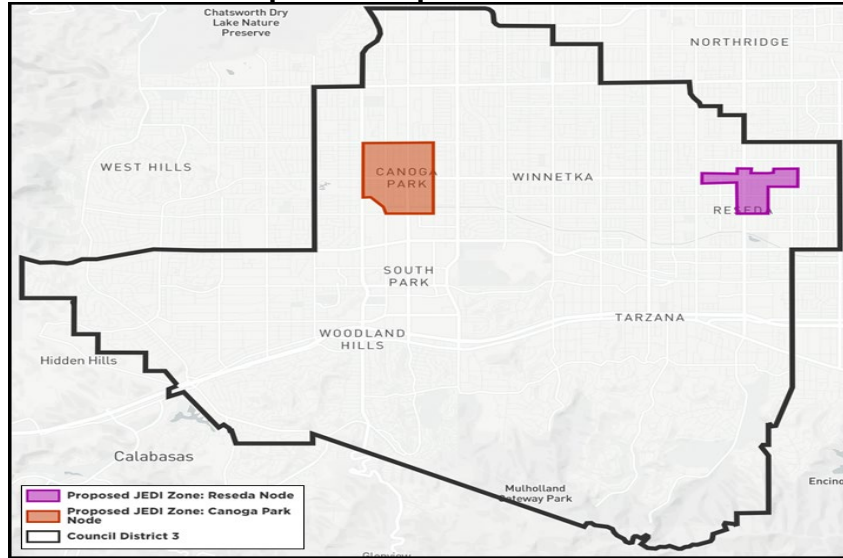 Chatsworth Dry
Lake Nature
Preserve
NORTHRIDGE
WEST HILLS
CANOGA
PARK
WINNETKA
RESEDA
SOUTH
PARK
TARZANA
WOODLAND
HILLS
Hidden Hills
Calabasas
Mulholland
Gateway Park
Proposed JEDI Zone: Reseda Node
Proposed JEDI Zone: Canoga Park
Node
Council District 3